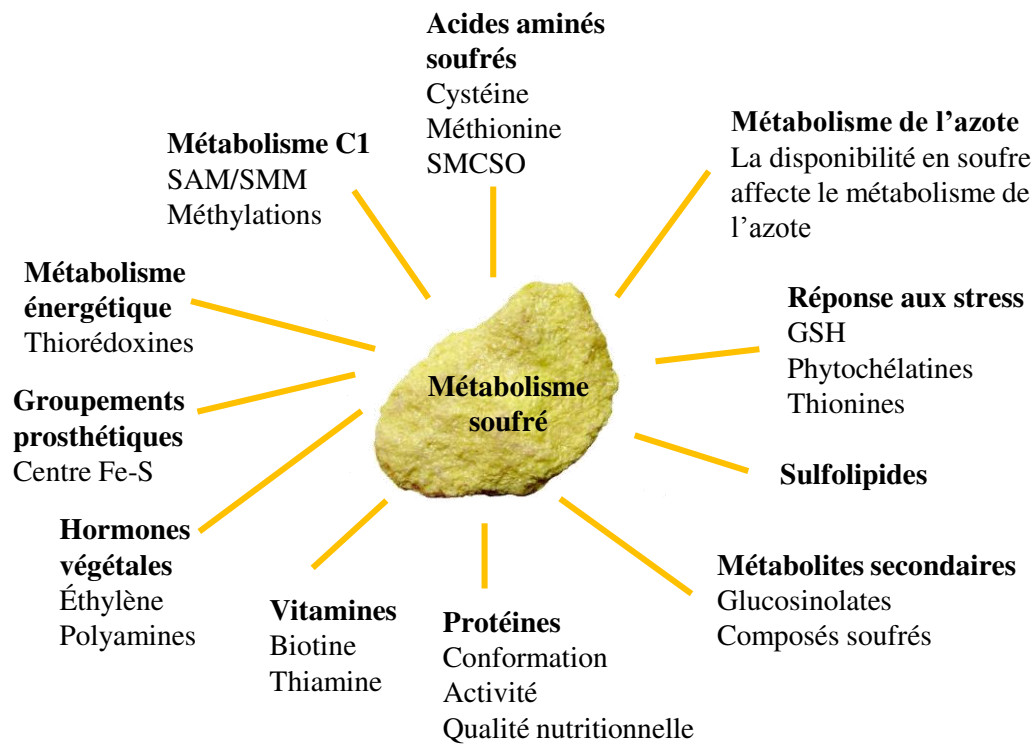 Acides aminés
soufrés
Cystéine
Méthionine
SMCSO
Métabolisme de l’azote
La disponibilité en soufre
affecte le métabolisme de
l’azote
Métabolisme C1
SAM/SMM
Méthylations
Métabolisme
énergétique
Thiorédoxines
Réponse aux stress
GSH
Phytochélatines
Thionines
Métabolisme
soufré
Groupements
prosthétiques
Centre Fe-S
Sulfolipides
Hormones
végétales
Éthylène
Polyamines
Vitamines
Biotine
Thiamine
Protéines
Conformation
Activité
Qualité nutritionnelle
Métabolites secondaires
Glucosinolates
Composés soufrés